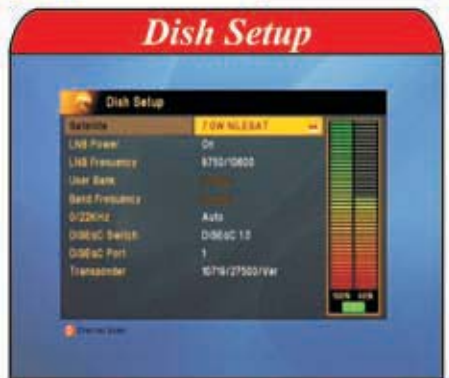 Dish Setup
Dish Setup
Satellite 7.0W NILESAT
LNB Power On
LNB Frequency 9750/10600
User Bank
Band Frequency
0/22KHz Auto
DiSEqC Switch DiSEqC 1.0
DiSEqC Port 1
Transponder 10719/27500/Ver